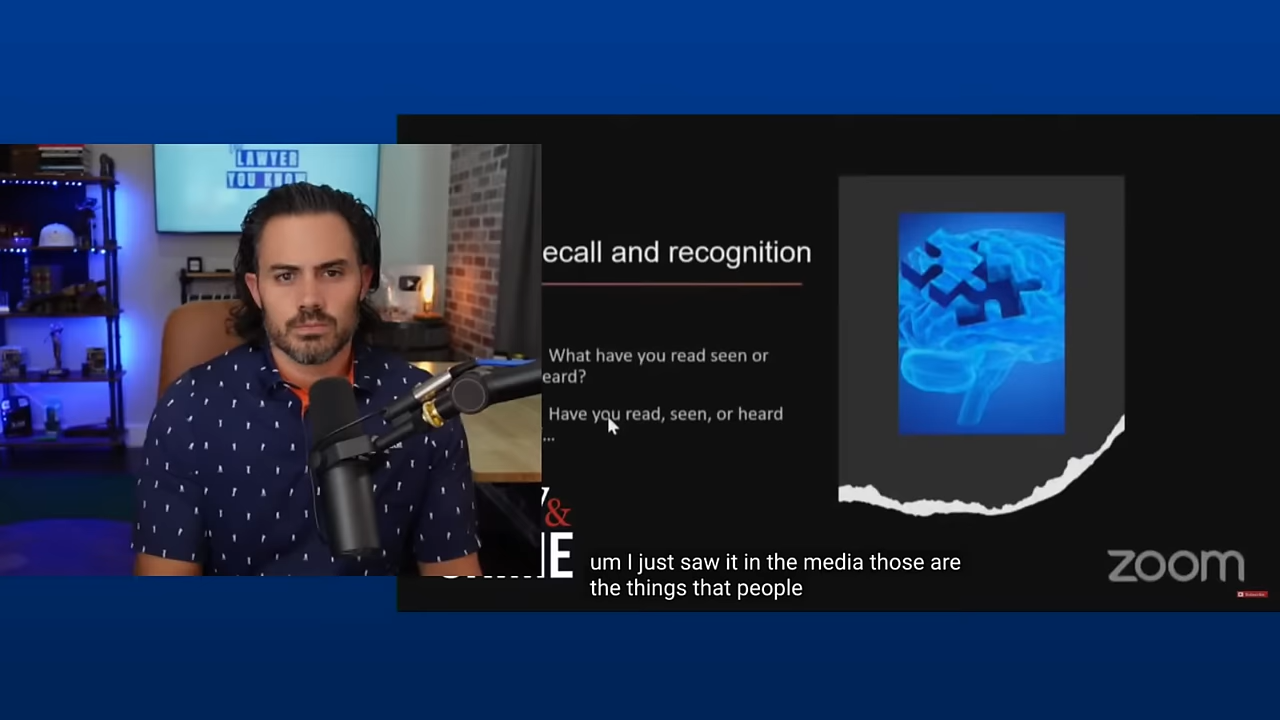 LAWYER
YOU KNOW
ecall and recognition
What have you read seen or
eard?
Have you read, seen, or heard
...
&
um I just saw it in the media those are
the things that people
zoom
Subscribe